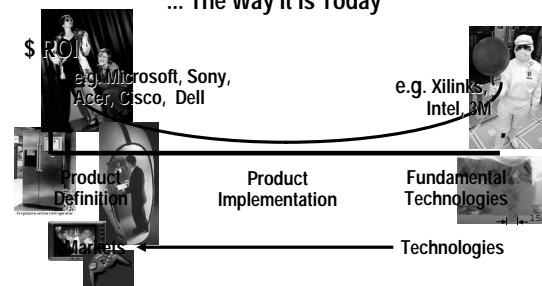 ... The Way It Is Today
$ ROI
e.g. Microsoft, Sony,
Acer, Cisco, Dell
e.g. Xilinks,
Intel, 3M
Product
Definition
Product
Implementation
Fundamental
Technologies
Markets
Technologies